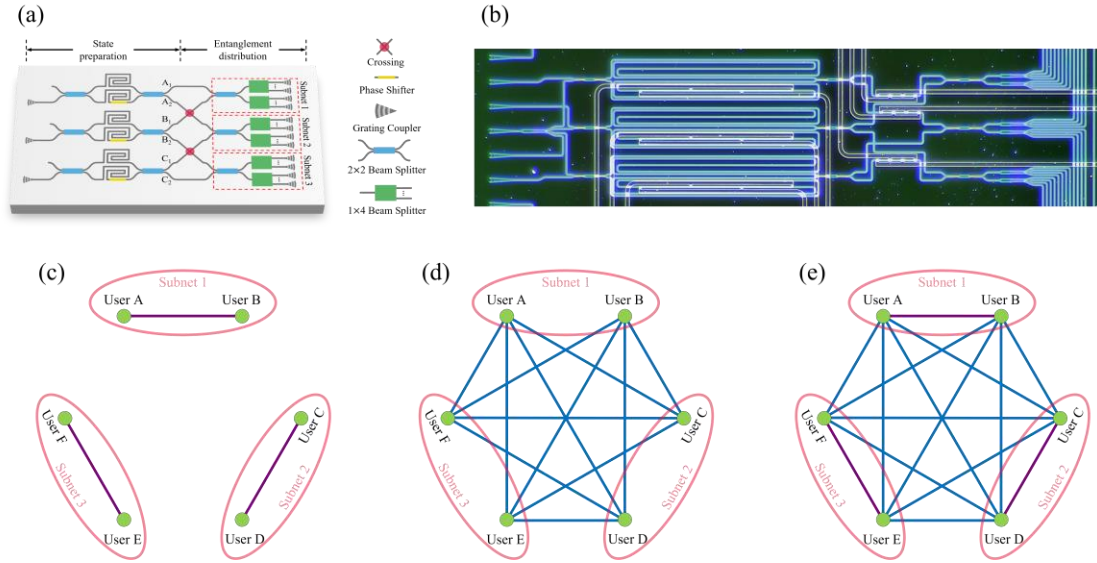 (a)
State
preparation
Entanglement
distribution
A₁
A₂
B₁
B₂
C₁
C₂
Subnet 1
Subnet 2
Subnet 3
Crossing
Phase Shifter
Grating Coupler
2×2 Beam Splitter
1×4 Beam Splitter
(b)
(c)
Subnet 1
User A
User B
User F
User C
Subnet 3
Subnet 2
User E
User D
(d)
Subnet 1
User A
User B
User F
User C
Subnet 3
Subnet 2
User E
User D
(e)
Subnet 1
User A
User B
User F
User C
Subnet 3
Subnet 2
User E
User D